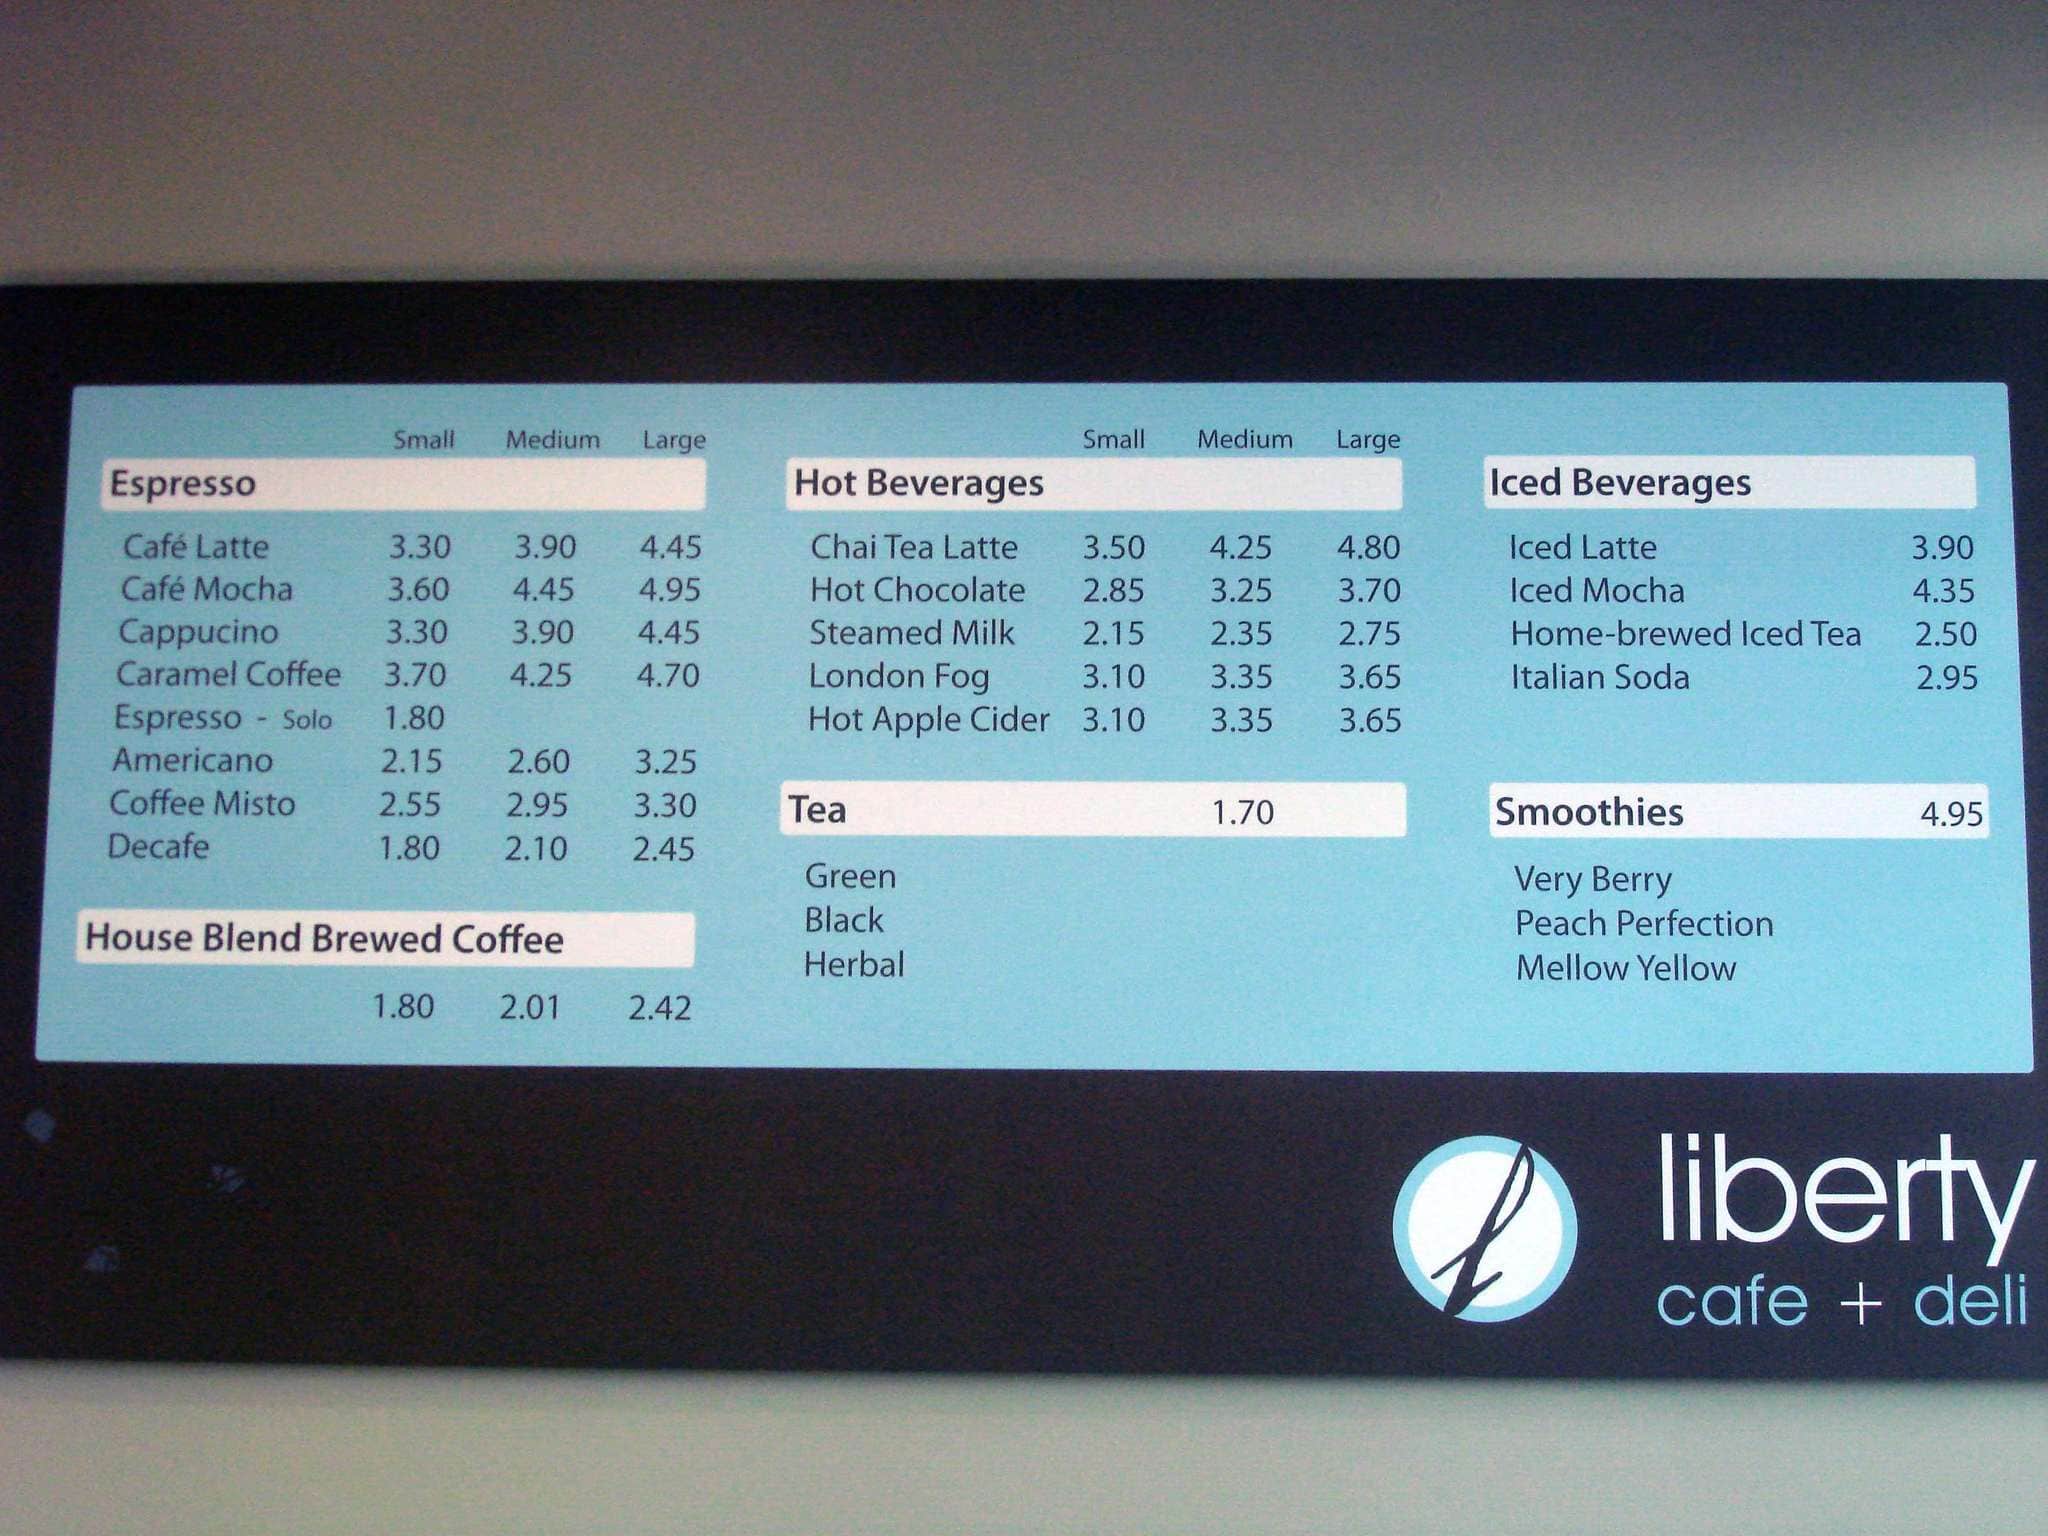 Small Medium Large
Espresso
Café Latte 3.30 3.90 4.45
Café Mocha 3.60 4.45 4.95
Cappucino 3.30 3.90 4.45
Caramel Coffee 3.70 4.25 4.70
Espresso - Solo 1.80
Americano 2.15 2.60 3.25
Coffee Misto 2.55 2.95 3.30
Decafe 1.80 2.10 2.45
House Blend Brewed Coffee
1.80 2.01 2.42
Small Medium Large
Hot Beverages
Chai Tea Latte 3.50 4.25 4.80
Hot Chocolate 2.85 3.25 3.70
Steamed Milk 2.15 2.35 2.75
London Fog 3.10 3.35 3.65
Hot Apple Cider 3.10 3.35 3.65
Tea 1.70
Green
Black
Herbal
Iced Beverages
Iced Latte 3.90
Iced Mocha 4.35
Home-brewed Iced Tea 2.50
Italian Soda 2.95
Smoothies 4.95
Very Berry
Peach Perfection
Mellow Yellow
l
liberty
cafe + deli